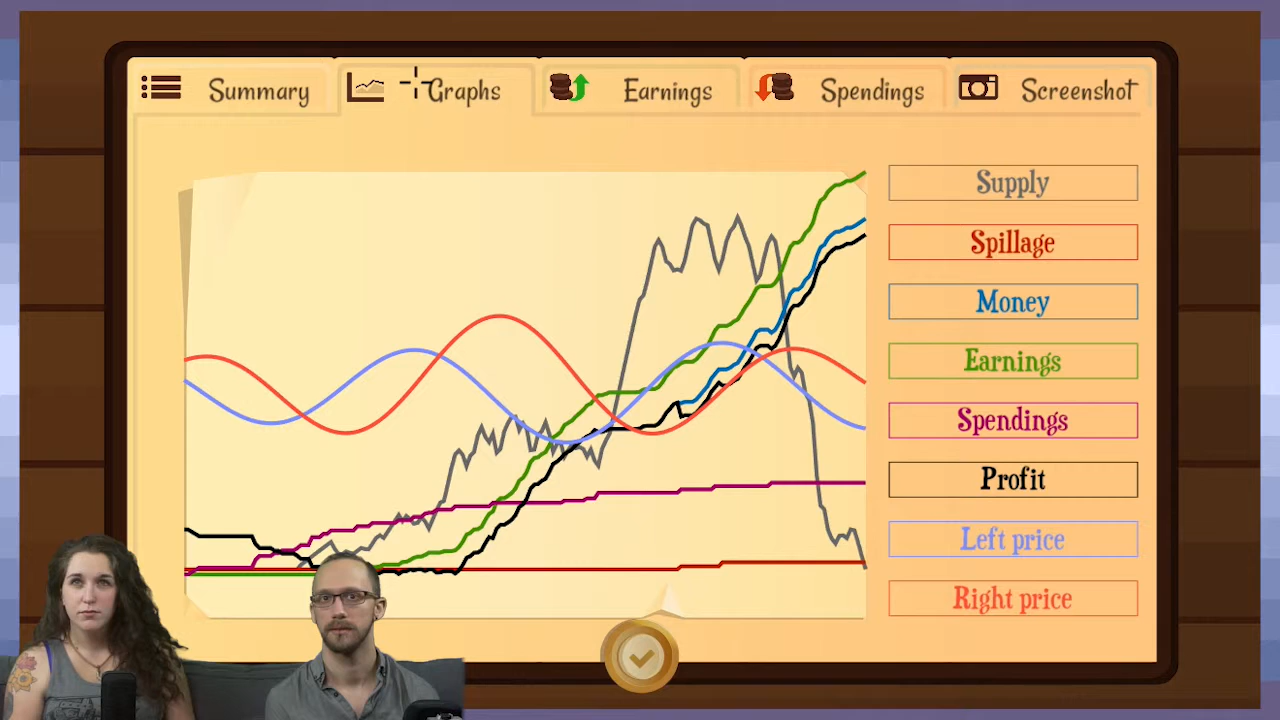 Summary
Graphs
Earnings
Spendings
Screenshot
Supply
Spillage
Money
Earnings
Spendings
Profit
Left price
Right price